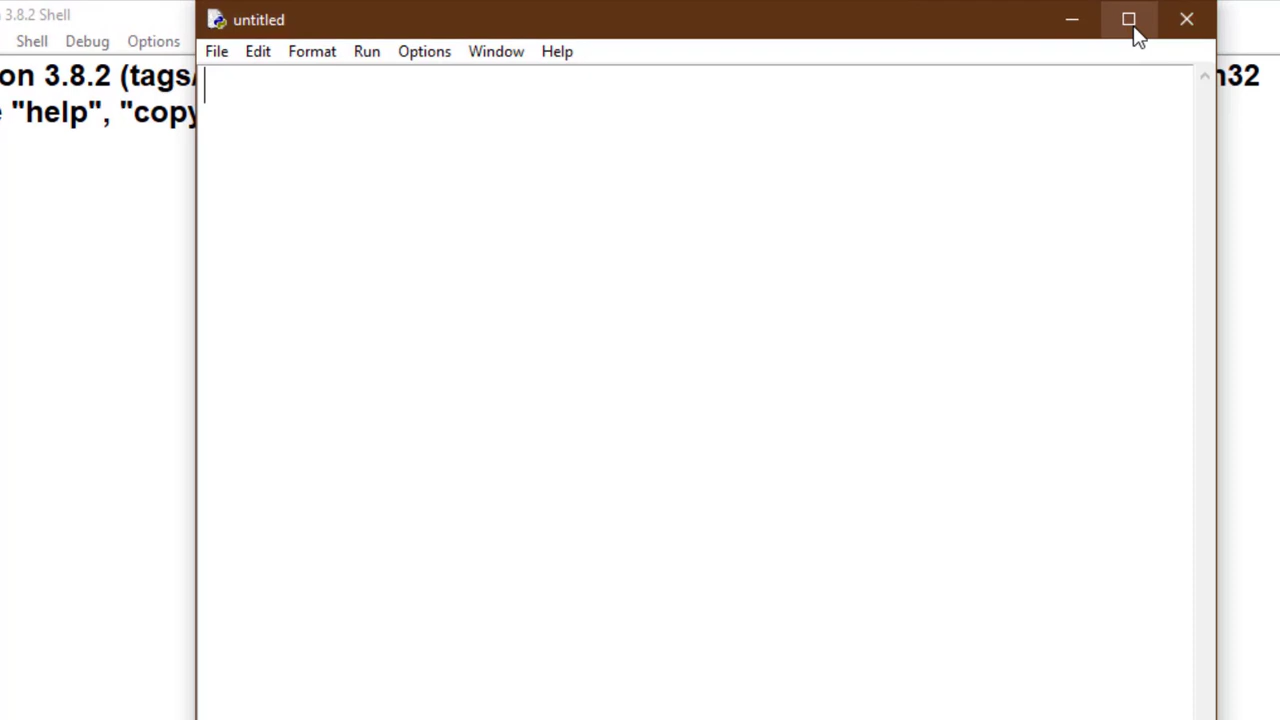 3.8.2 Shell
untitled
Shell Debug Options
File Edit Format Run Options Window Help
on 3.8.2 (tags/
n32
"help", "copy